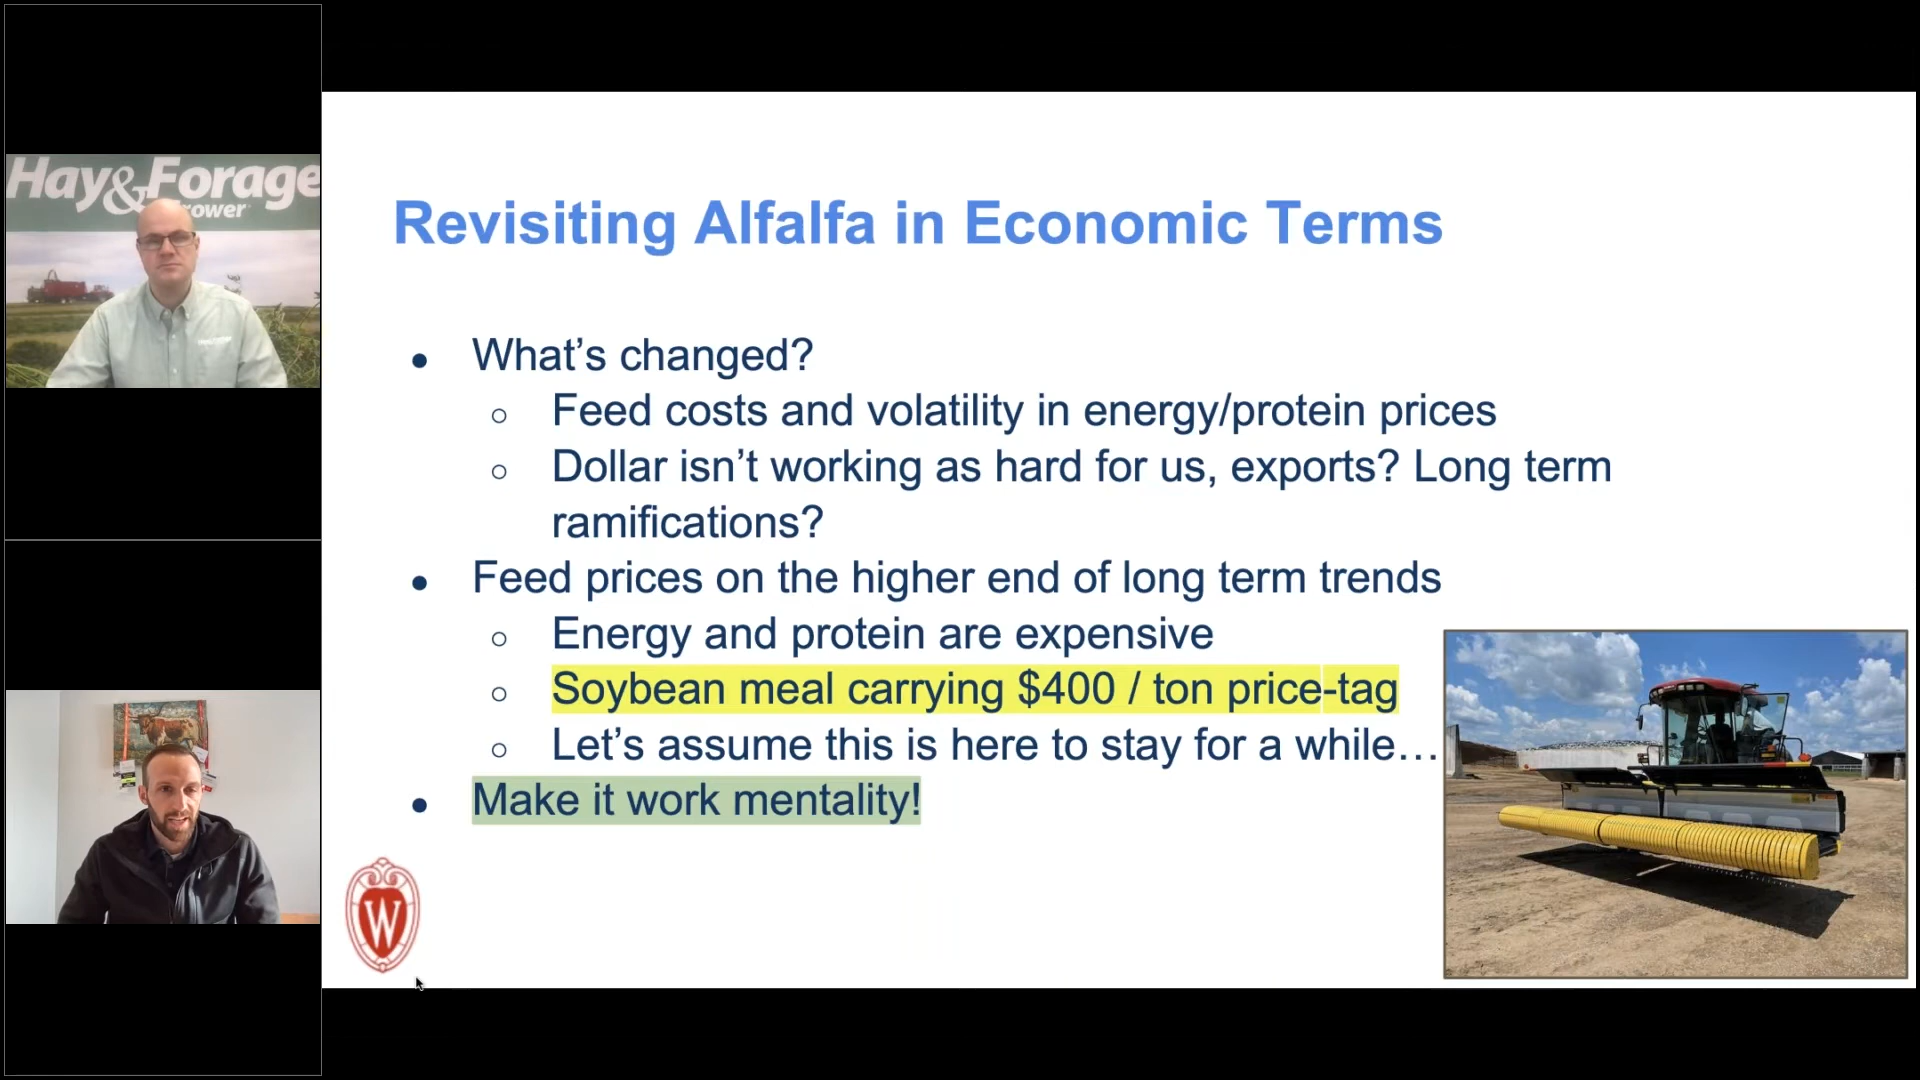 Hay&Forage
Grower
Revisiting Alfalfa in Economic Terms
● What’s changed?
○ Feed costs and volatility in energy/protein prices
○ Dollar isn’t working as hard for us, exports? Long term
ramifications?
● Feed prices on the higher end of long term trends
○ Energy and protein are expensive
○ Soybean meal carrying $400 / ton price-tag
○ Let’s assume this is here to stay for a while…
● Make it work mentality!
W